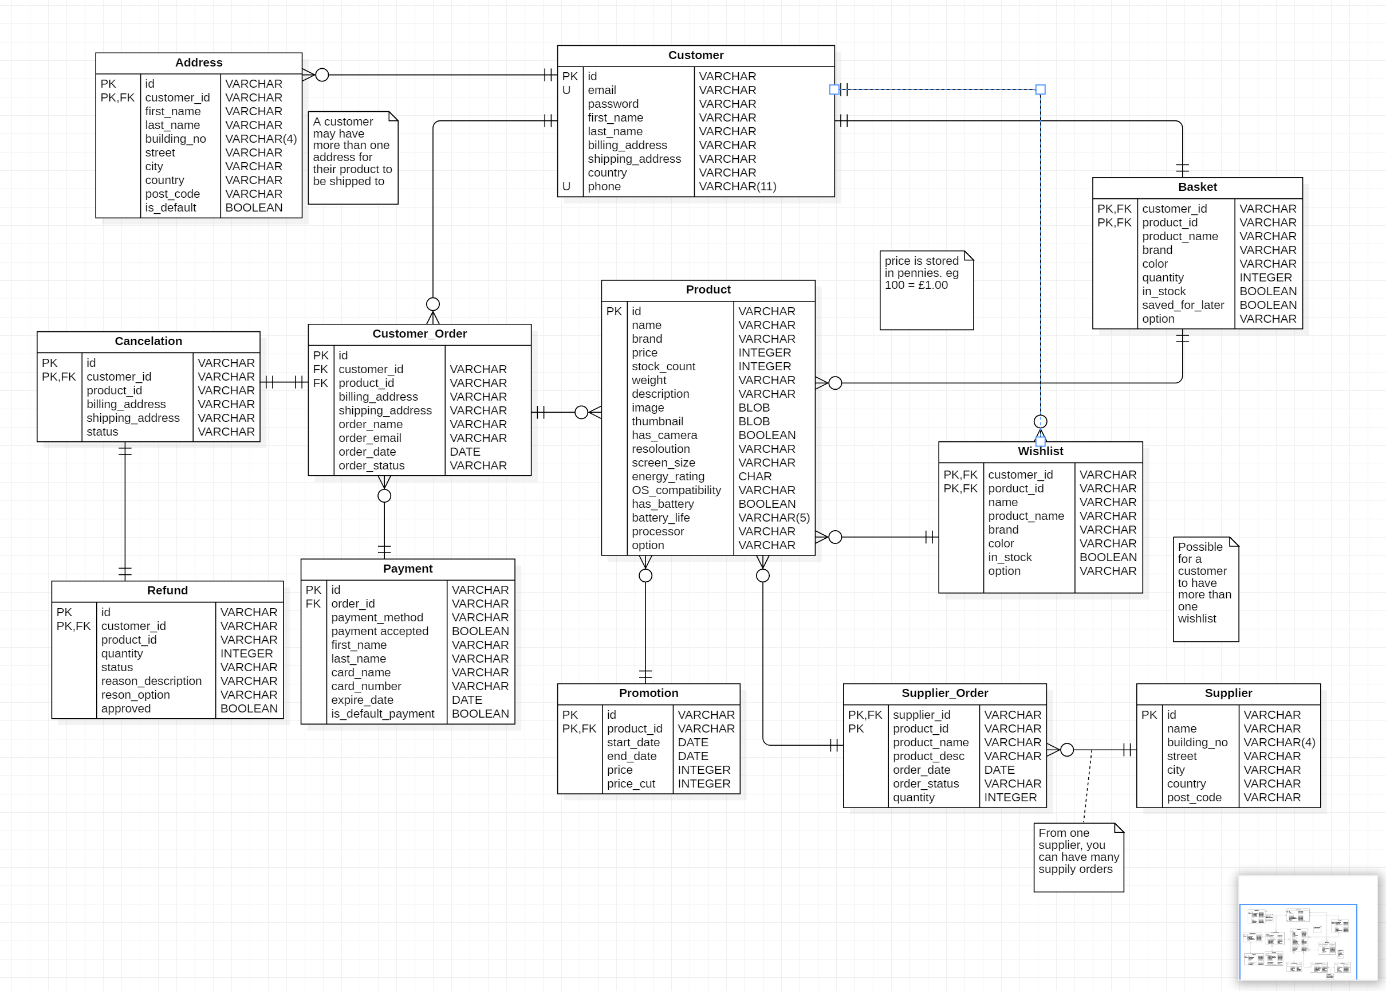 Address
PK id VARCHAR
PK,FK customer_id VARCHAR
first_name VARCHAR
last_name VARCHAR
building_no VARCHAR(4)
street VARCHAR
city VARCHAR
country VARCHAR
post_code VARCHAR
is_default BOOLEAN
A customer
may have
more than one
address for
their product to
be shipped to
Customer
PK id VARCHAR
U email VARCHAR
password VARCHAR
first_name VARCHAR
last_name VARCHAR
billing_address VARCHAR
shipping_address VARCHAR
country VARCHAR
U phone VARCHAR(11)
Basket
PK,FK customer_id VARCHAR
PK,FK product_id VARCHAR
product_name VARCHAR
brand VARCHAR
color VARCHAR
quantity INTEGER
in_stock BOOLEAN
saved_for_later BOOLEAN
option VARCHAR
price is stored
in pennies. eg
100 = £1.00
Cancelation
PK id VARCHAR
PK,FK customer_id VARCHAR
product_id VARCHAR
billing_address VARCHAR
shipping_address VARCHAR
status VARCHAR
Customer_Order
PK id
FK customer_id VARCHAR
FK product_id VARCHAR
billing_address VARCHAR
shipping_address VARCHAR
order_name VARCHAR
order_email VARCHAR
order_date DATE
order_status VARCHAR
Product
PK id VARCHAR
name VARCHAR
brand VARCHAR
price INTEGER
stock_count INTEGER
weight VARCHAR
description VARCHAR
image BLOB
thumbnail BLOB
has_camera BOOLEAN
resoloution VARCHAR
screen_size VARCHAR
energy_rating CHAR
OS_compatibility VARCHAR
has_battery BOOLEAN
battery_life VARCHAR(5)
processor VARCHAR
option VARCHAR
Wishlist
PK,FK customer_id VARCHAR
PK,FK porduct_id VARCHAR
name VARCHAR
product_name VARCHAR
brand VARCHAR
color VARCHAR
in_stock BOOLEAN
option VARCHAR
Possible
for a
customer
to have
more than
one
wishlist
Refund
PK id VARCHAR
PK,FK customer_id VARCHAR
product_id VARCHAR
quantity INTEGER
status VARCHAR
reason_description VARCHAR
reson_option VARCHAR
approved BOOLEAN
Payment
PK id VARCHAR
FK order_id VARCHAR
payment_method VARCHAR
payment accepted BOOLEAN
first_name VARCHAR
last_name VARCHAR
card_name VARCHAR
card_number VARCHAR
expire_date DATE
is_default_payment BOOLEAN
Promotion
PK id VARCHAR
PK,FK product_id VARCHAR
start_date DATE
end_date DATE
price INTEGER
price_cut INTEGER
Supplier_Order
PK,FK supplier_id VARCHAR
PK product_id VARCHAR
product_name VARCHAR
product_desc VARCHAR
order_date DATE
order_status VARCHAR
quantity INTEGER
Supplier
PK id VARCHAR
name VARCHAR
building_no VARCHAR(4)
street VARCHAR
city VARCHAR
country VARCHAR
post_code VARCHAR
From one
supplier, you
can have many
suppily orders